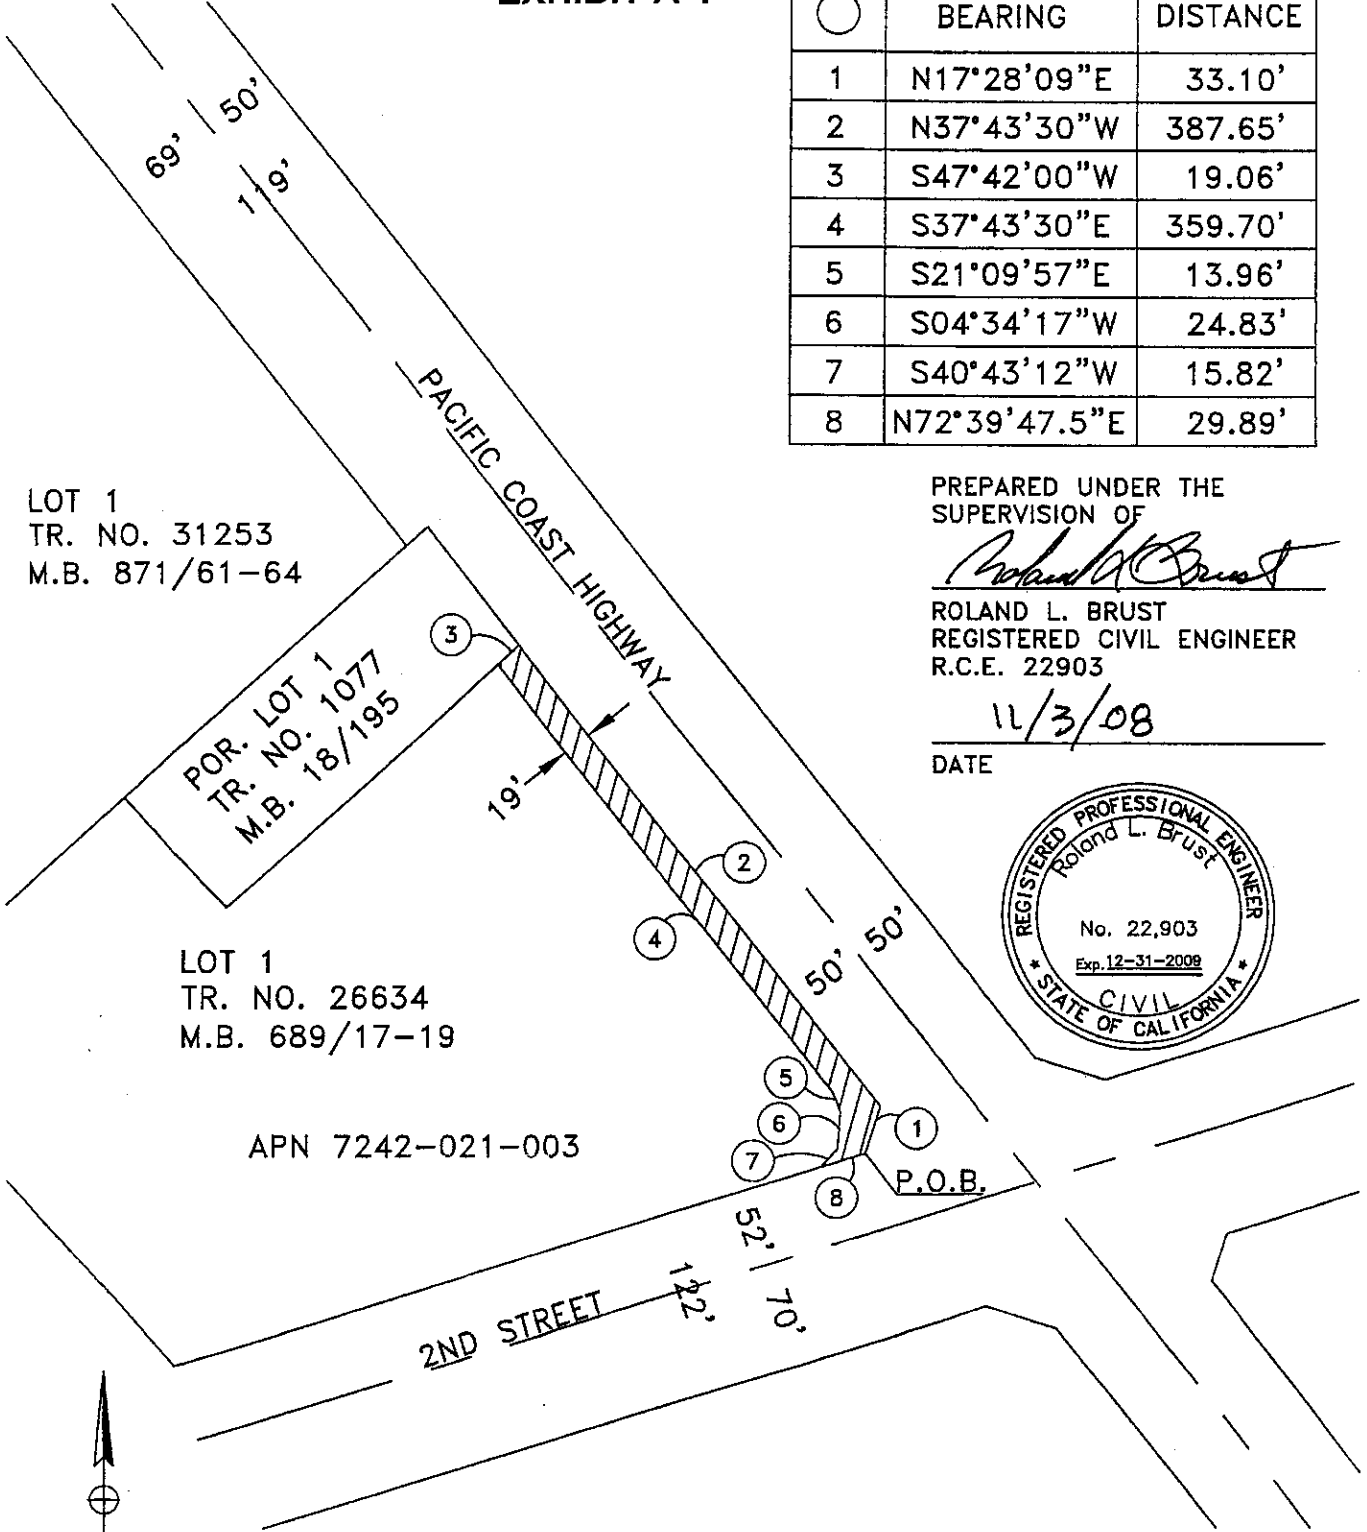 BEARING DISTANCE
1 N17°28'09"E 33.10'
2 N37°43'30"W 387.65'
3 S47°42'00"W 19.06'
4 S37°43'30"E 359.70'
5 S21°09'57"E 13.96'
6 S04°34'17"W 24.83'
7 S40°43'12"W 15.82'
8 N72°39'47.5"E 29.89'
50'
69'
119'
PACIFIC COAST HIGHWAY
LOT 1
TR. NO. 31253
M.B. 871/61-64
PREPARED UNDER THE
SUPERVISION OF
ROLAND L. BRUST
REGISTERED CIVIL ENGINEER
R.C.E. 22903
11/3/08
DATE
3
POR. LOT 1
TR. NO. 1077
M.B. 18/195
19'
2
4
50' 50'
REGISTERED PROFESSIONAL ENGINEER
Roland L. Brust
No. 22,903
Exp. 12-31-2009
CIVIL
* STATE OF CALIFORNIA *
LOT 1
TR. NO. 26634
M.B. 689/17-19
APN 7242-021-003
5
6
7
8
1
P.O.B.
52'
122'
70'
2ND STREET